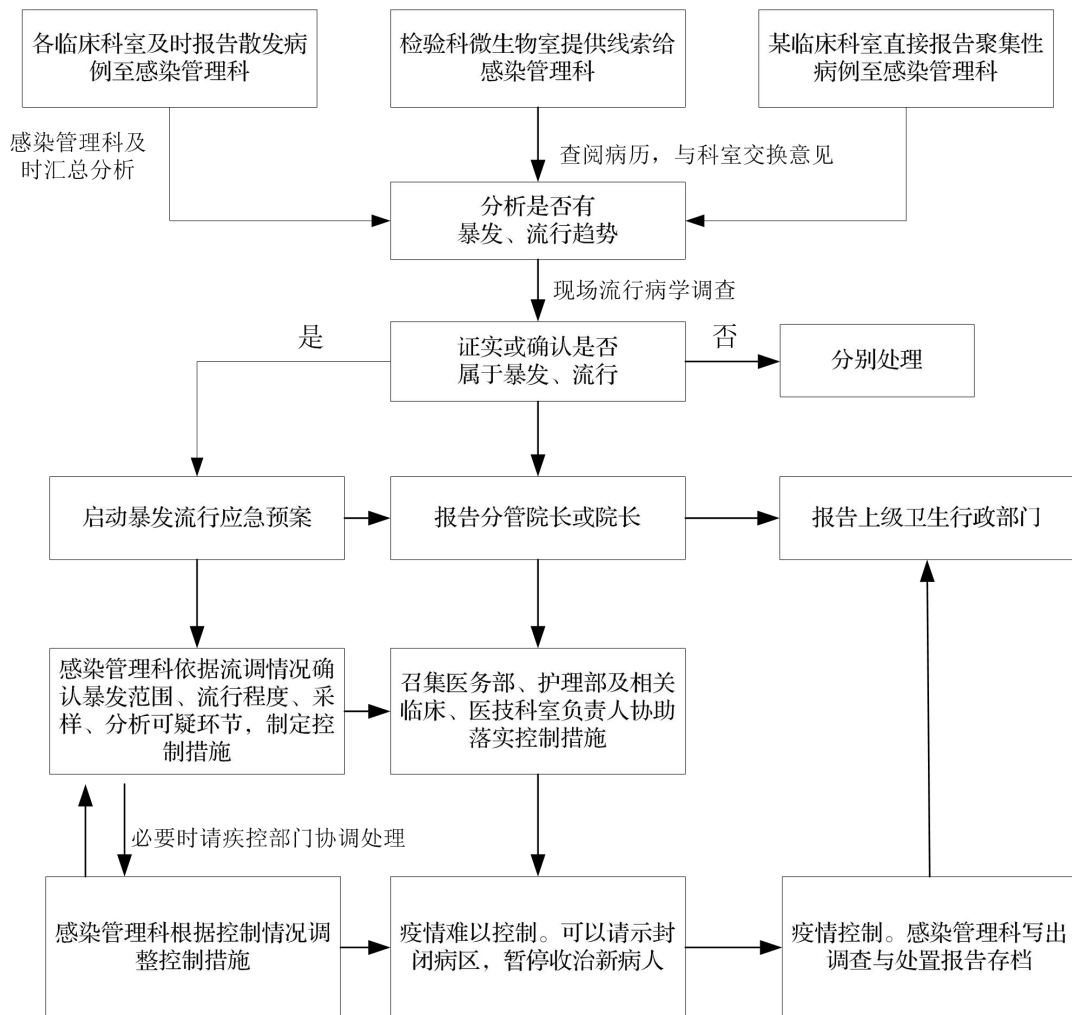 各临床科室及时报告散发病
例至感染管理科
检验科微生物室提供线索给
感染管理科
某临床科室直接报告聚集性
病例至感染管理科
感染管理科及
时汇总分析
查阅病历，与科室交换意见
分析是否有
暴发、流行趋势
现场流行病学调查
是
证实或确认是否
属于暴发、流行
否
分别处理
启动暴发流行应急预案
报告分管院长或院长
报告上级卫生行政部门
感染管理科依据流调情况确
认暴发范围、流行程度、采
样、分析可疑环节，制定控
制措施
召集医务部、护理部及相关
临床、医技科室负责人协助
落实控制措施
必要时请疾控部门协调处理
感染管理科根据控制情况调
整控制措施
疫情难以控制。可以请示封
闭病区，暂停收治新病人
疫情控制。感染管理科写出
调查与处置报告存档